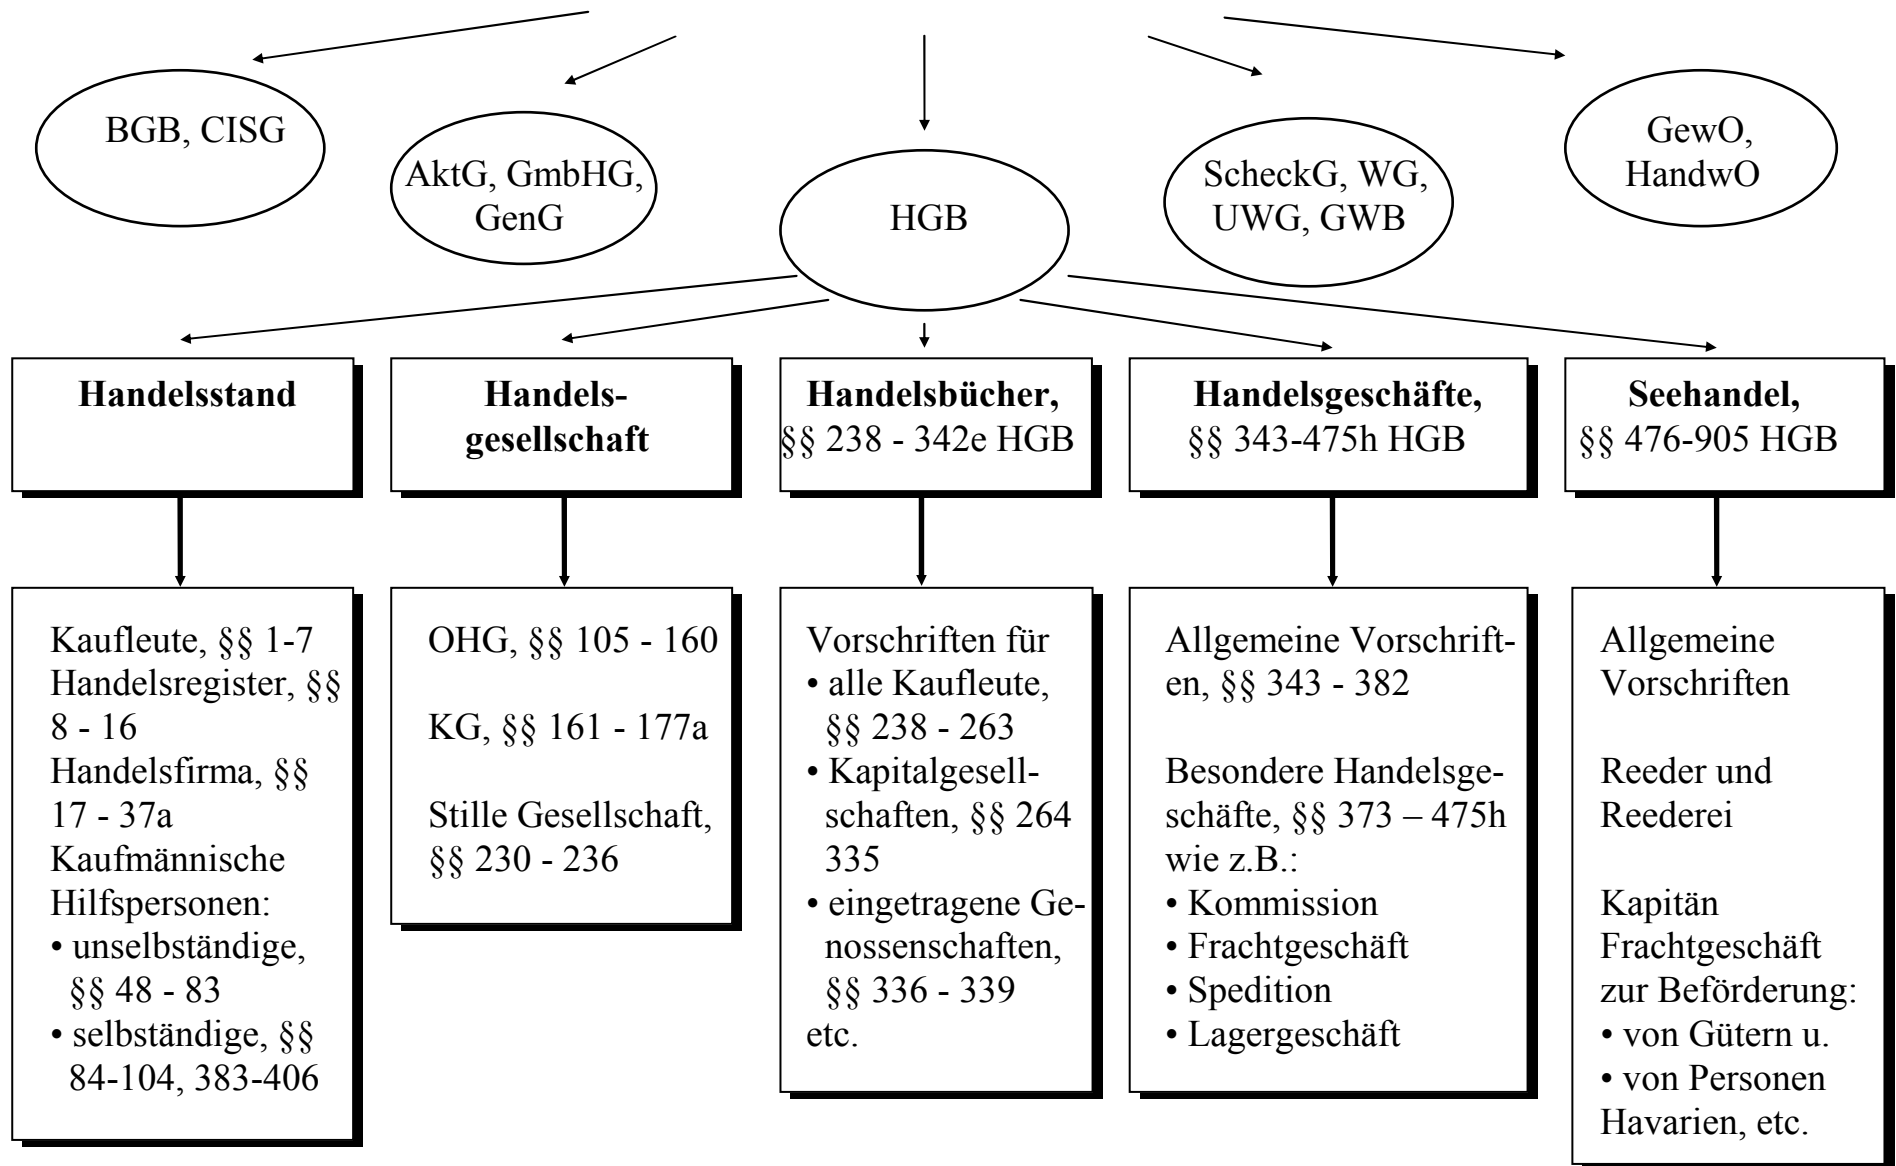 BGB, CISG
AktG, GmbHG,
GenG
HGB
ScheckG, WG,
UWG, GWB
GewO,
HandwO
Handelsstand
Handels-
gesellschaft
Handelsbücher,
§§ 238 - 342e HGB
Handelsgeschäfte,
§§ 343-475h HGB
Seehandel,
§§ 476-905 HGB
Kaufleute, §§ 1-7
Handelsregister, §§
8 - 16
Handelsfirma, §§
17 - 37a
Kaufmännische
Hilfspersonen:
• unselbständige,
§§ 48 - 83
• selbständige, §§
84-104, 383-406
OHG, §§ 105 - 160
KG, §§ 161 - 177a
Stille Gesellschaft,
§§ 230 - 236
Vorschriften für
• alle Kaufleute,
§§ 238 - 263
• Kapitalgesell-
schaften, §§ 264
335
• eingetragene Ge-
nossenschaften,
§§ 336 - 339
etc.
Allgemeine Vorschrift-
en, §§ 343 - 382
Besondere Handelsge-
schäfte, §§ 373 – 475h
wie z.B.:
• Kommission
• Frachtgeschäft
• Spedition
• Lagergeschäft
Allgemeine
Vorschriften
Reeder und
Reederei
Kapitän
Frachtgeschäft
zur Beförderung:
• von Gütern u.
• von Personen
Havarien, etc.